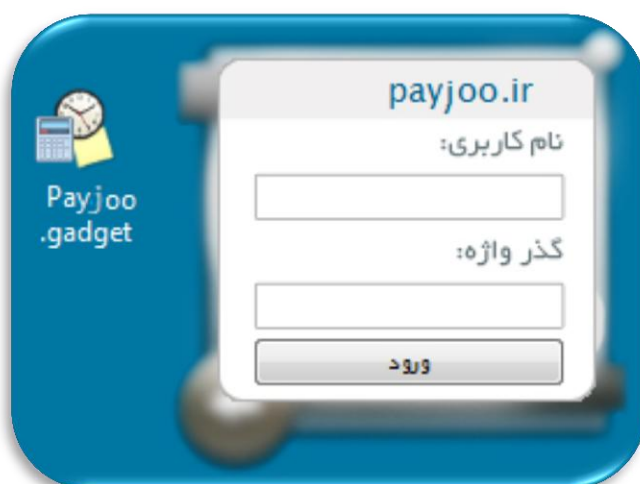 payjoo.ir
نام کاربری:
گذر واژه:
ورود
Payjoo
.gadget